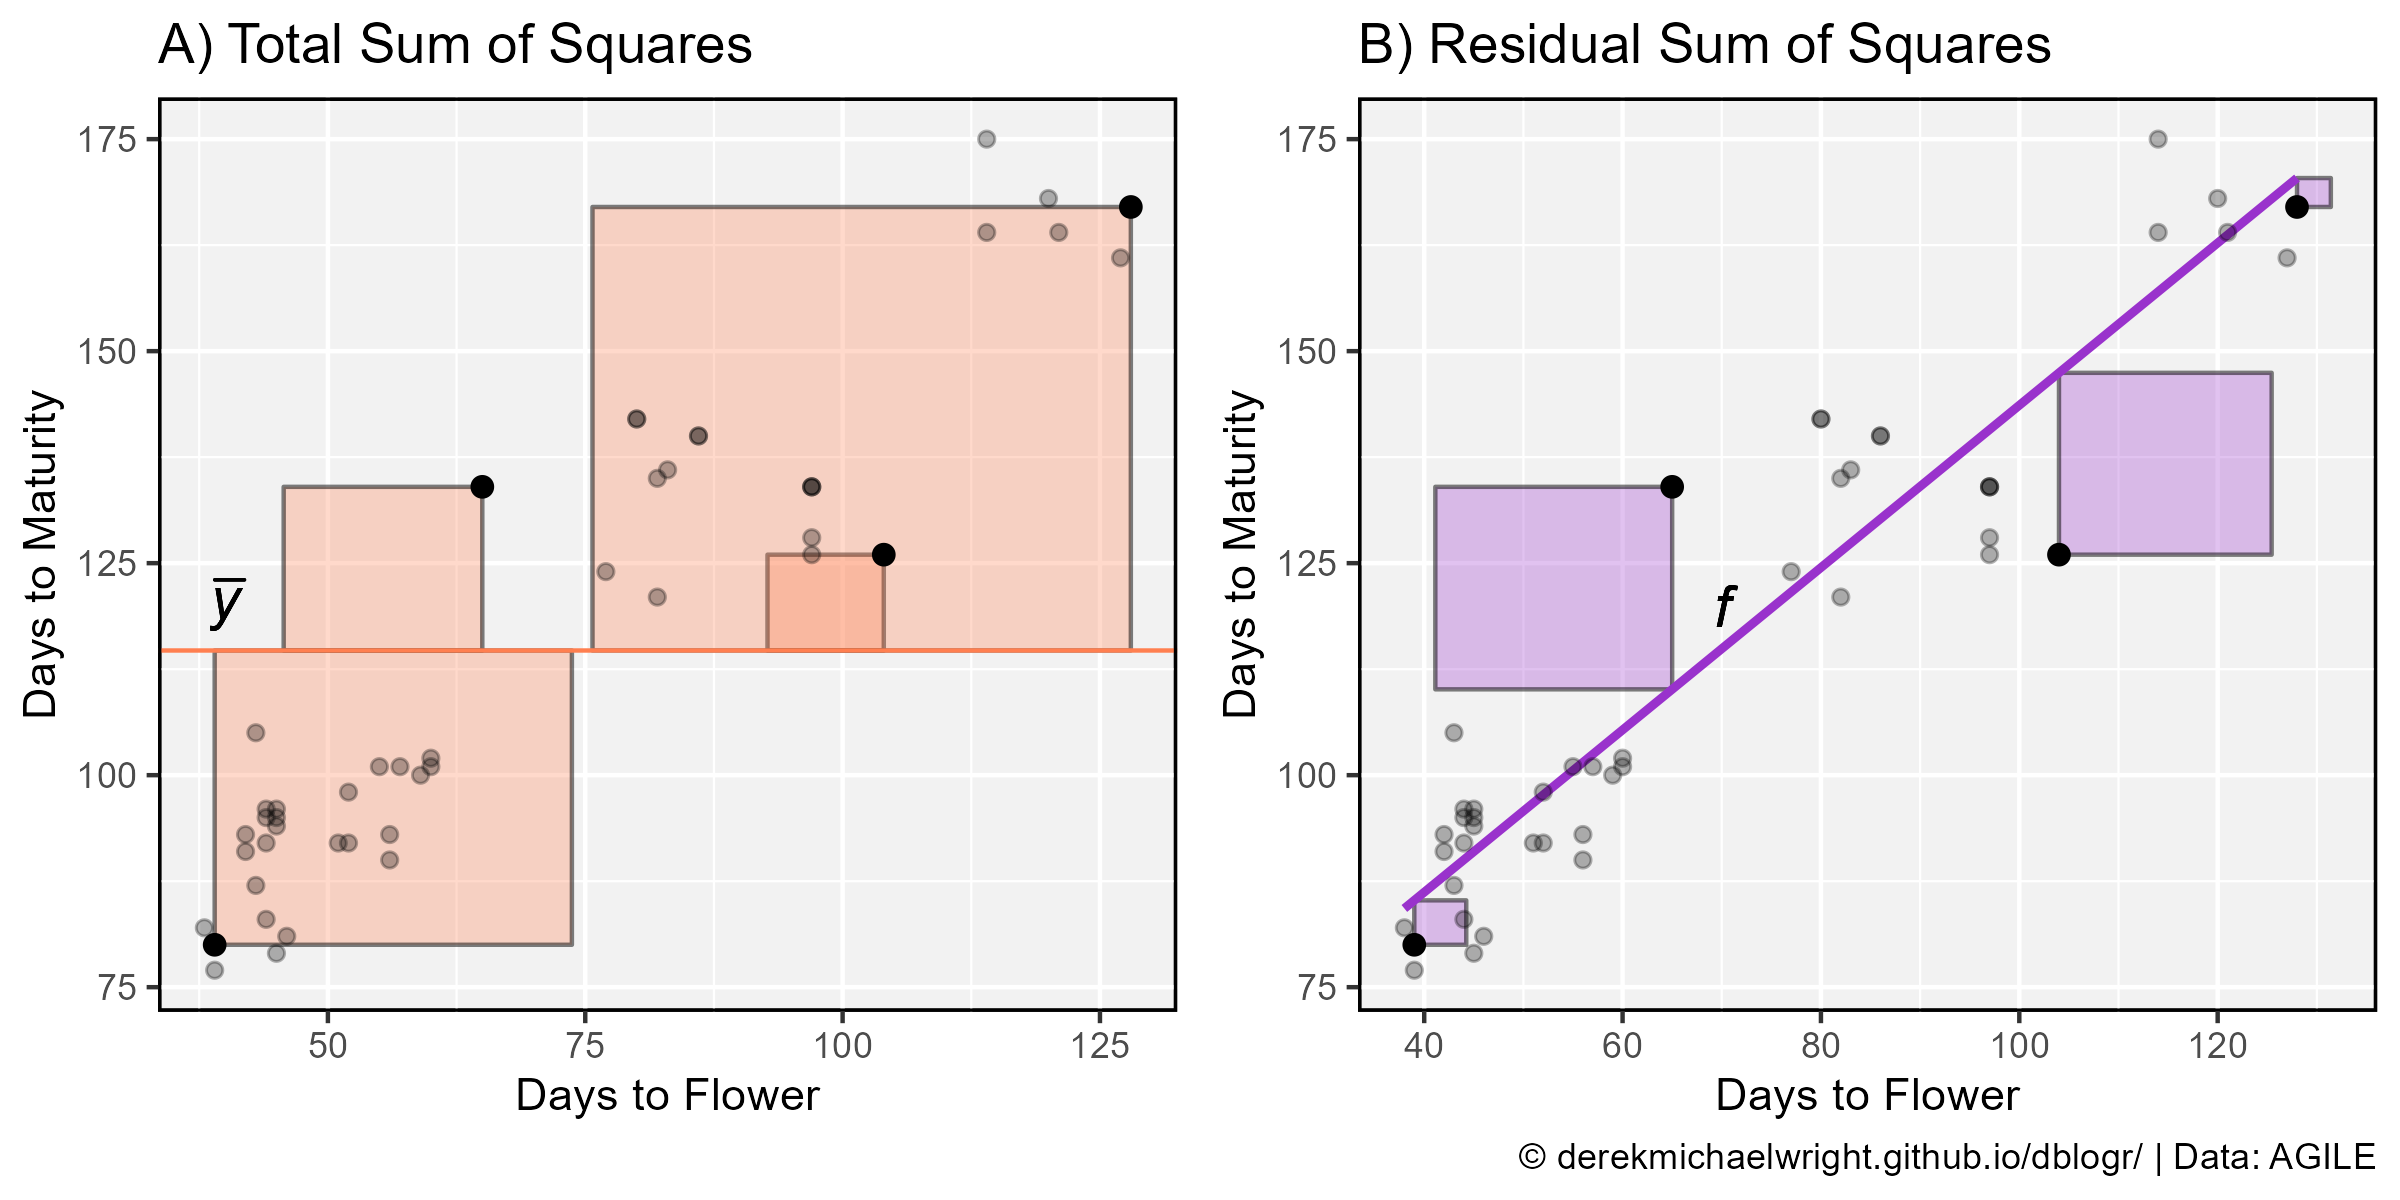 A) Total Sum of Squares
175
150
125
100
75
Days to Maturity
y̅
50 75 100 125
Days to Flower
B) Residual Sum of Squares
175
150
125
100
75
Days to Maturity
f
40 60 80 100 120
Days to Flower
© derekmichaelwright.github.io/dblogr/ | Data: AGILE